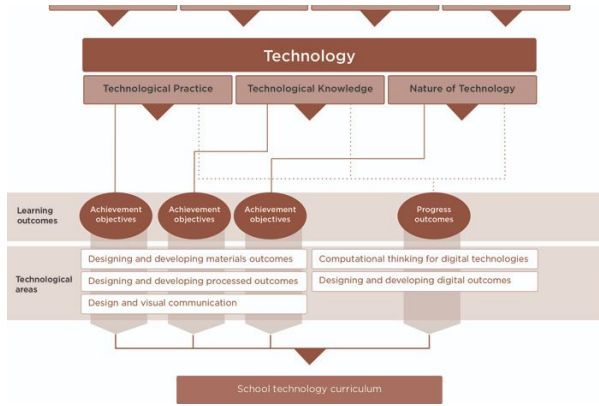 Technology
Technological Practice
Technological Knowledge
Nature of Technology
Learning
outcomes
Achievement
objectives
Achievement
objectives
Achievement
objectives
Progress
outcomes
Technological
areas
Designing and developing materials outcomes
Designing and developing processed outcomes
Design and visual communication
Computational thinking for digital technologies
Designing and developing digital outcomes
School technology curriculum